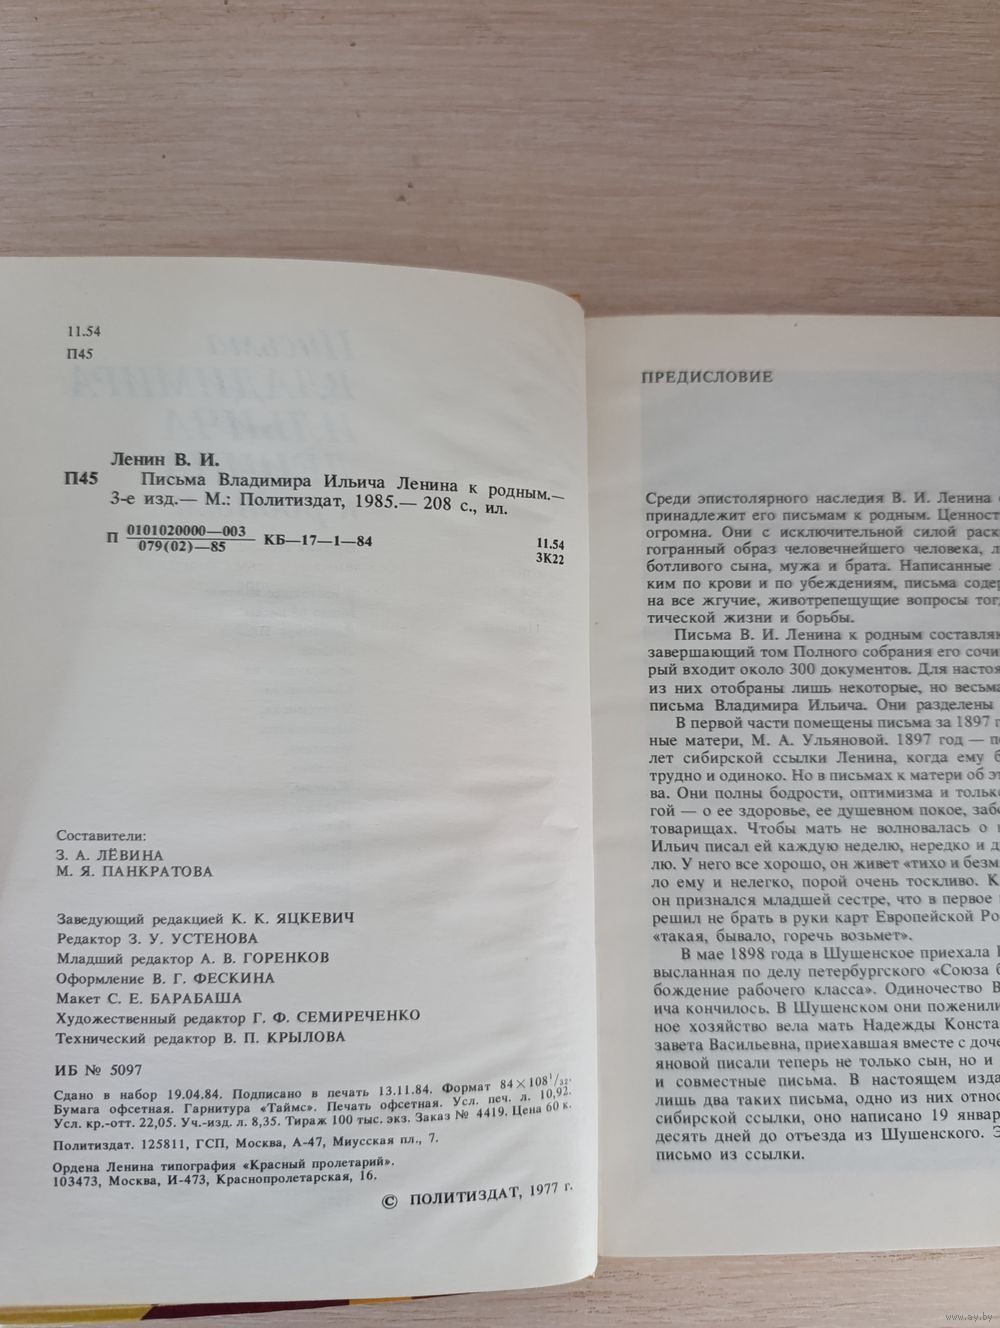 11.54
П45
Ленин В. И.
П45 Письма Владимира Ильича Ленина к родным.—
3-е изд.— М.: Политиздат, 1985.— 208 с., ил.
П 0101020000—003
079(02)—85 КБ—17—1—84
11.54
3К22
Составители:
З. А. ЛЁВИНА
М. Я. ПАНКРАТОВА
Заведующий редакцией К. К. ЯЦКЕВИЧ
Редактор З. У. УСТЕНОВА
Младший редактор А. В. ГОРЕНКОВ
Оформление В. Г. ФЕСКИНА
Макет С. Е. БАРАБАША
Художественный редактор Г. Ф. СЕМИРЕЧЕНКО
Технический редактор В. П. КРЫЛОВА
ИБ № 5097
Сдано в набор 19.04.84. Подписано в печать 13.11.84. Формат 84×108¹/₃₂.
Бумага офсетная. Гарнитура «Таймс». Печать офсетная. Усл. печ. л. 10,92.
Усл. кр.-отт. 22,05. Уч.-изд. л. 8,35. Тираж 100 тыс. экз. Заказ № 4419. Цена 60 к.
Политиздат. 125811, ГСП, Москва, А-47, Миусская пл., 7.
Ордена Ленина типография «Красный пролетарий».
103473, Москва, И-473, Краснопролетарская, 16.
© ПОЛИТИЗДАТ, 1977 г.
ПРЕДИСЛОВИЕ
Среди эпистолярного наследия В. И. Ленина
принадлежит его письмам к родным. Ценност
огромна. Они с исключительной силой раск
гогранный образ человечнейшего человека, л
ботливого сына, мужа и брата. Написанные
ким по крови и по убеждениям, письма содер
на все жгучие, животрепещущие вопросы тог
тической жизни и борьбы.
Письма В. И. Ленина к родным составляю
завершающий том Полного собрания его сочи
рый входит около 300 документов. Для настоя
из них отобраны лишь некоторые, но весьма
письма Владимира Ильича. Они разделены
В первой части помещены письма за 1897 г
ные матери, М. А. Ульяновой. 1897 год — пе
лет сибирской ссылки Ленина, когда ему б
трудно и одиноко. Но в письмах к матери об эт
ва. Они полны бодрости, оптимизма и только
гой — о ее здоровье, ее душевном покое, забо
товарищах. Чтобы мать не волновалась о
Ильич писал ей каждую неделю, нередко и д
лю. У него все хорошо, он живет «тихо и безм
ло ему и нелегко, порой очень тоскливо. К
он признался младшей сестре, что в первое
решил не брать в руки карт Европейской Ро
«такая, бывало, горечь возьмет».
В мае 1898 года в Шушенское приехала
высланная по делу петербургского «Союза б
бождение рабочего класса». Одиночество В
ича кончилось. В Шушенском они поженили
ное хозяйство вела мать Надежды Конста
завета Васильевна, приехавшая вместе с доче
яновой писали теперь не только сын, но и
и совместные письма. В настоящем изда
лишь два таких письма, одно из них относ
сибирской ссылки, оно написано 19 январ
десять дней до отъезда из Шушенского. Э
письмо из ссылки.
www.ay.by